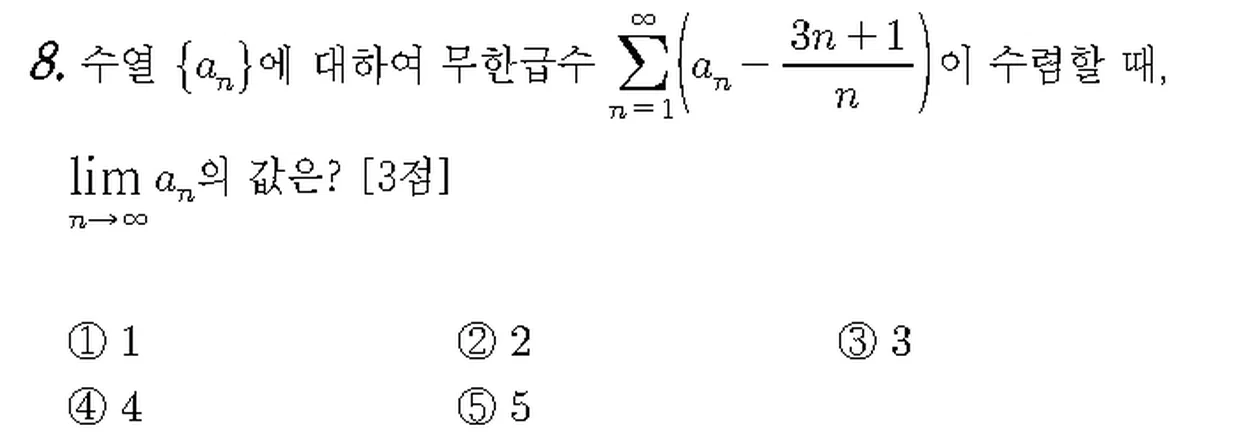 8. 수열 {aₙ}에 대하여 무한급수 ∑_{n=1}^{∞}(aₙ − (3n+1)/n)이 수렴할 때,
lim_{n→∞} aₙ의 값은? [3점]
① 1 ② 2 ③ 3
④ 4 ⑤ 5